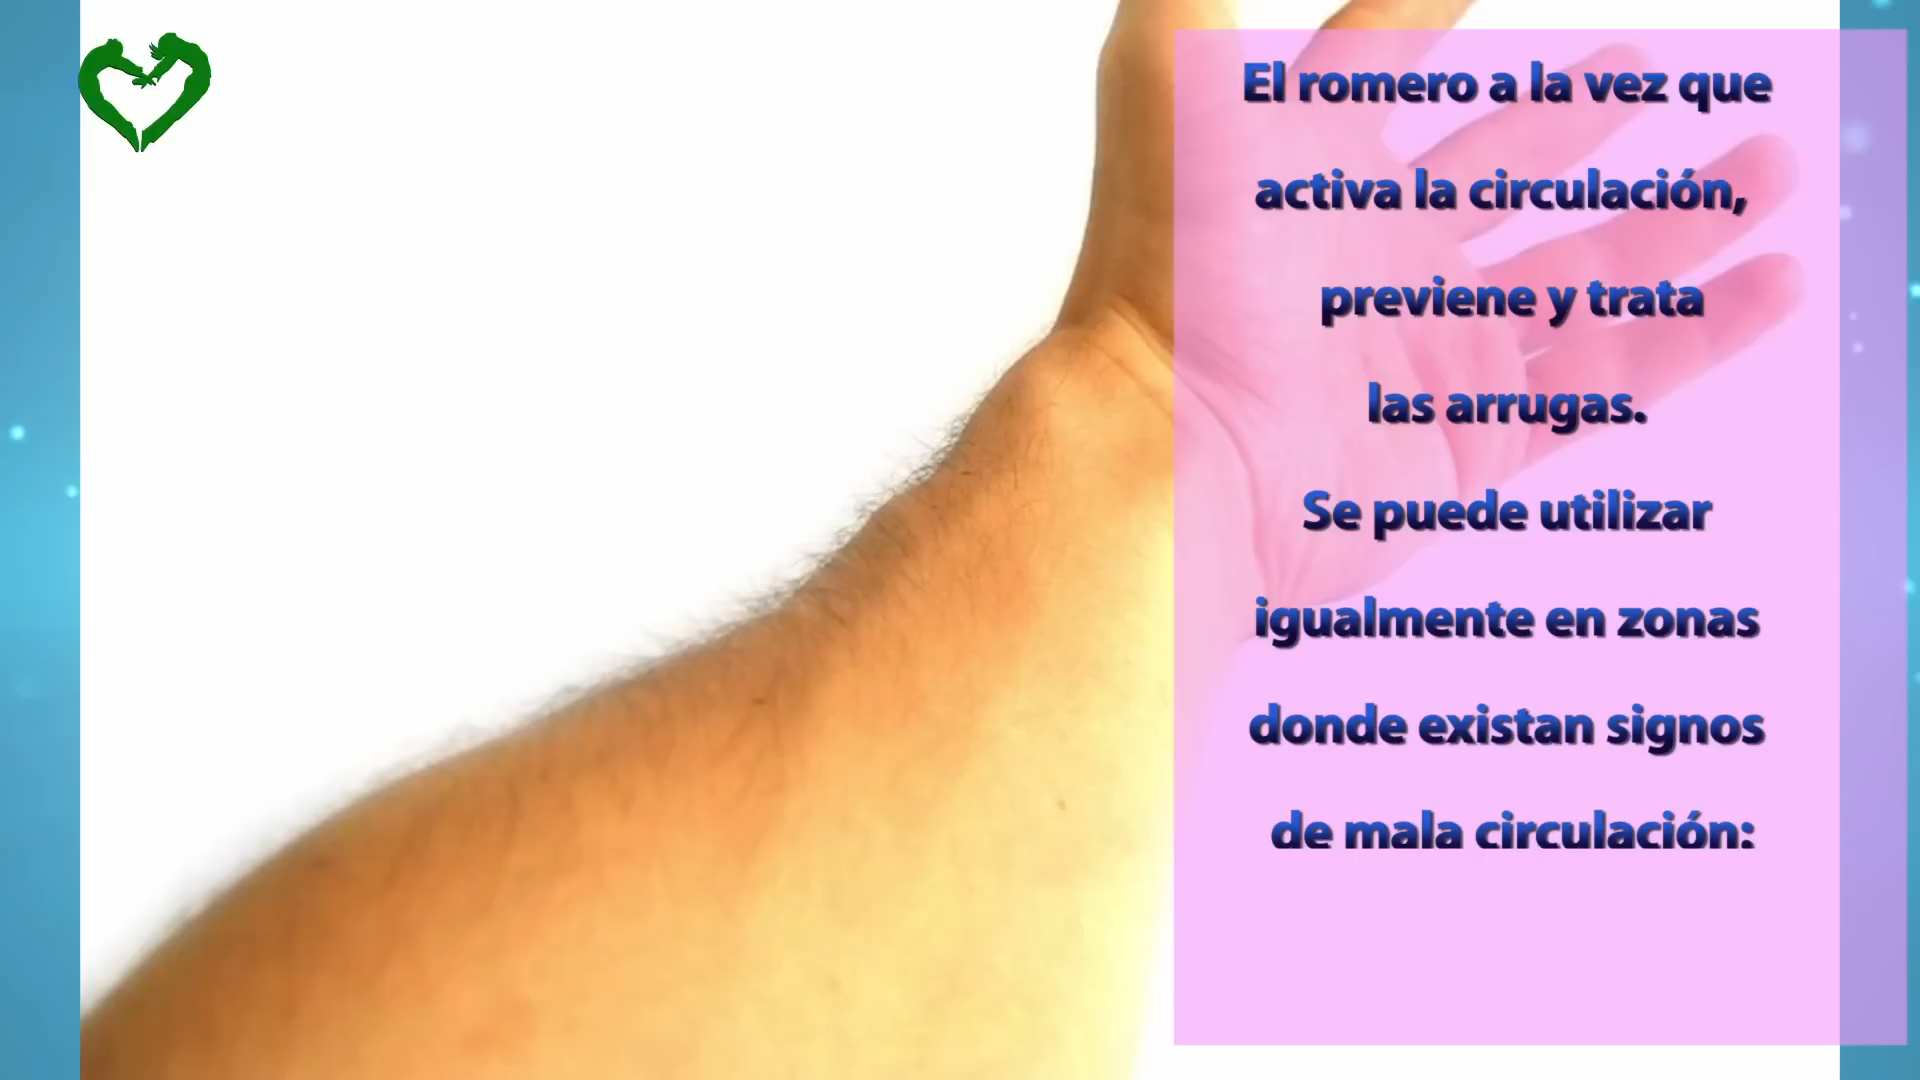 El romero a la vez que
activa la circulación,
previene y trata
las arrugas.
Se puede utilizar
igualmente en zonas
donde existan signos
de mala circulación: